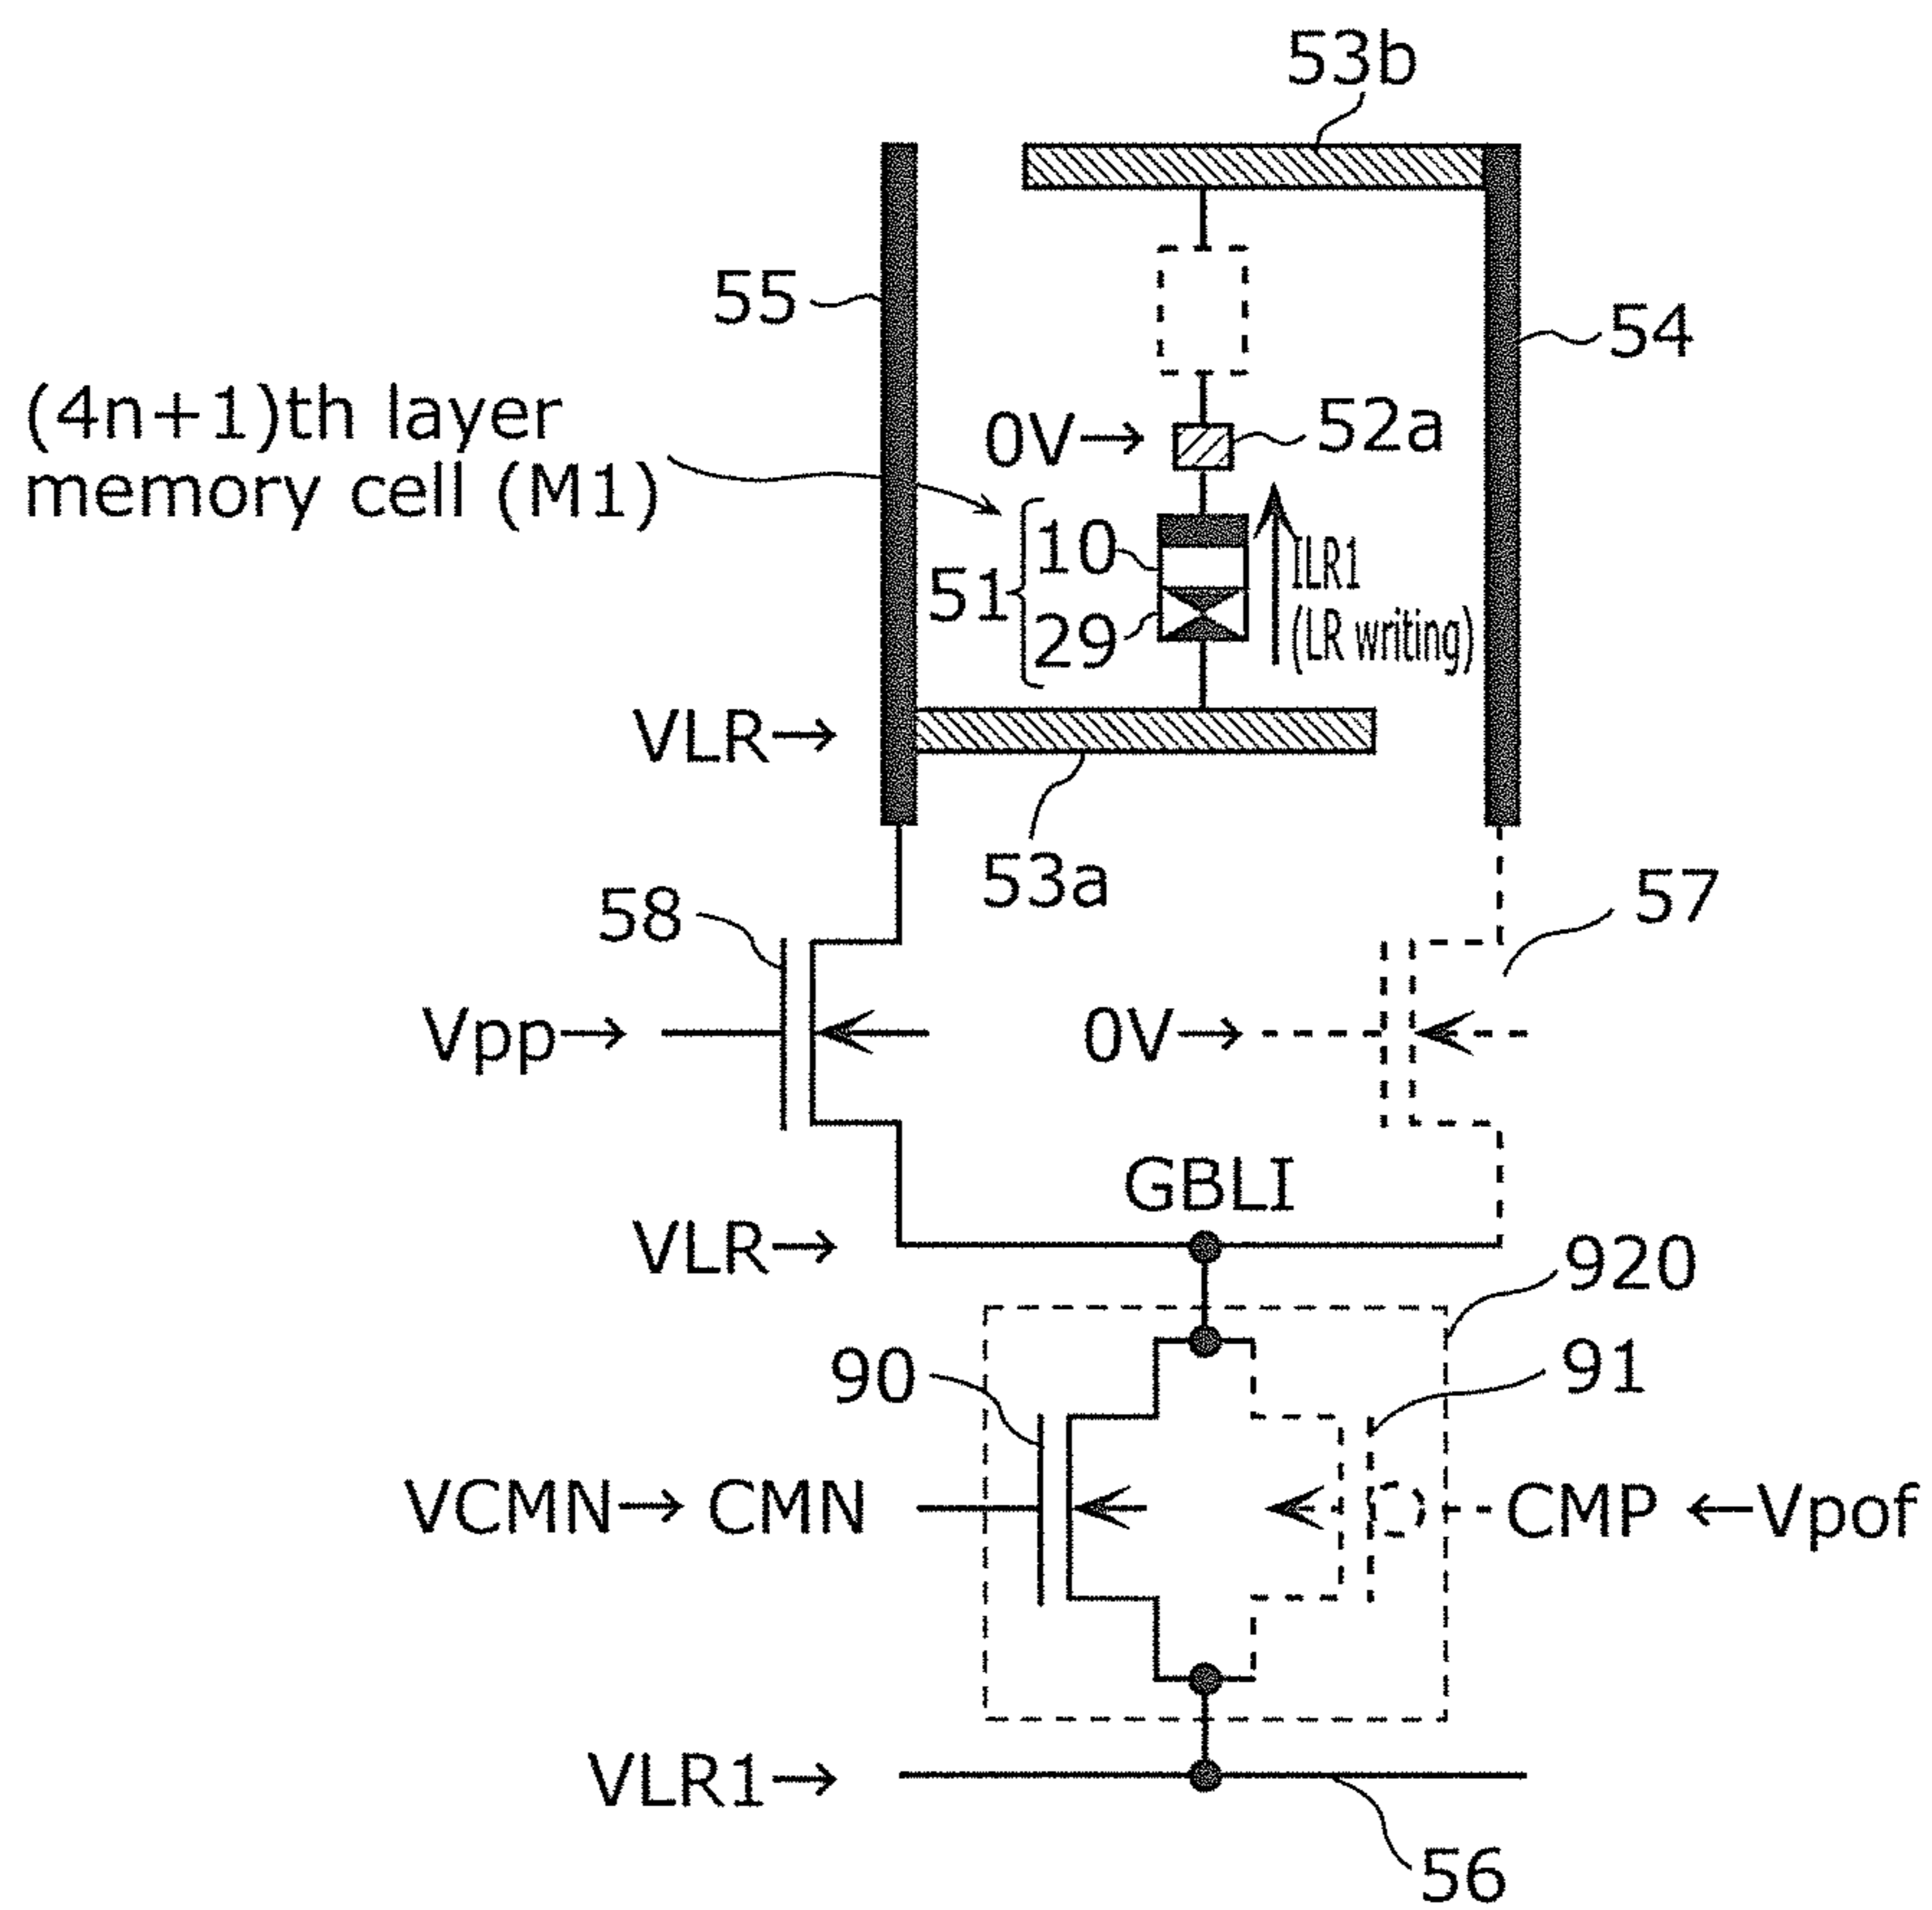 53b
55
54
(4n+1)th layer
memory cell (M1)
0V→
52a
51
10
29
ILR1
(LR writing)
VLR→
53a
58
57
Vpp→
0V→
GBLI
VLR→
920
90
91
VCMN→ CMN
CMP ←Vpof
VLR1→
56